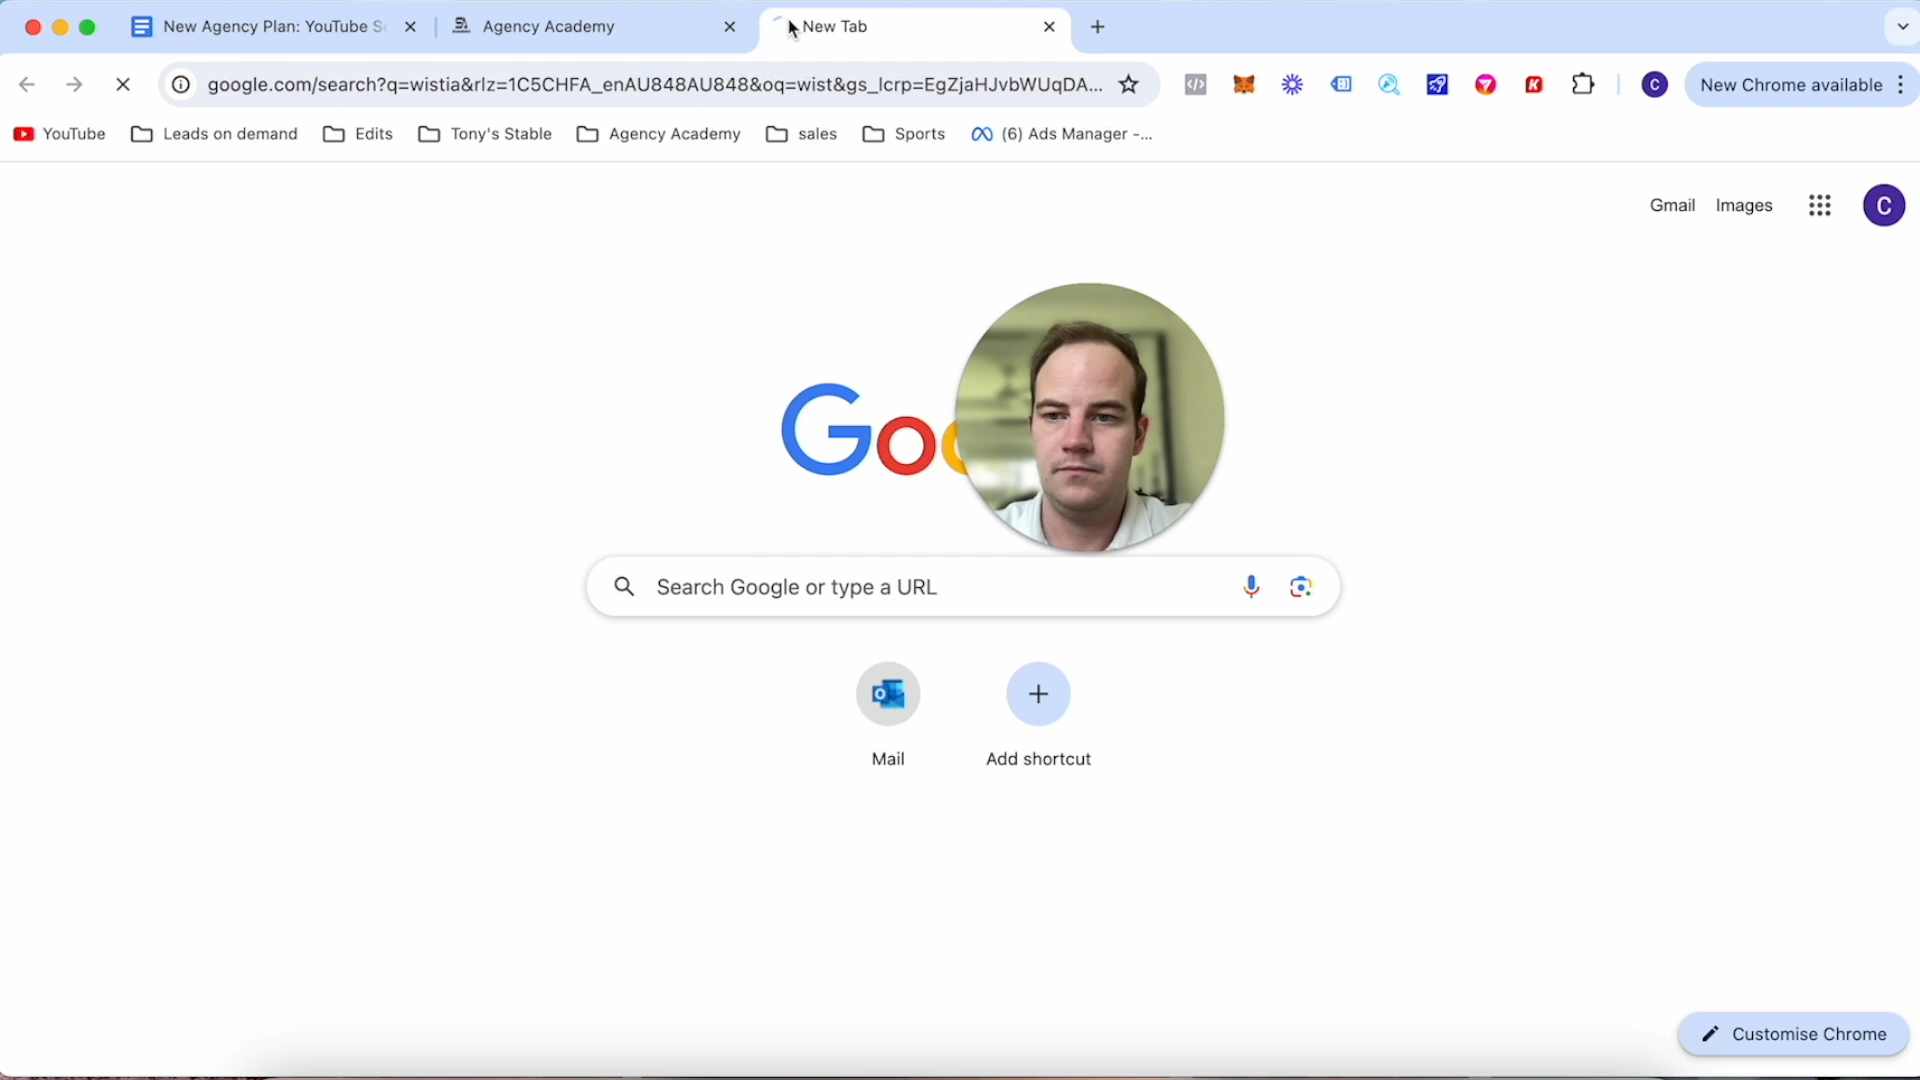 New Agency Plan: YouTube Se
Agency Academy
New Tab
google.com/search?q=wistia&rlz=1C5CHFA_enAU848AU848&oq=wist&gs_lcrp=EgZjaHJvbWUqDA...
New Chrome available
YouTube
Leads on demand
Edits
Tony's Stable
Agency Academy
sales
Sports
(6) Ads Manager -...
Gmail
Images
C
Goo
Search Google or type a URL
Mail
Add shortcut
Customise Chrome